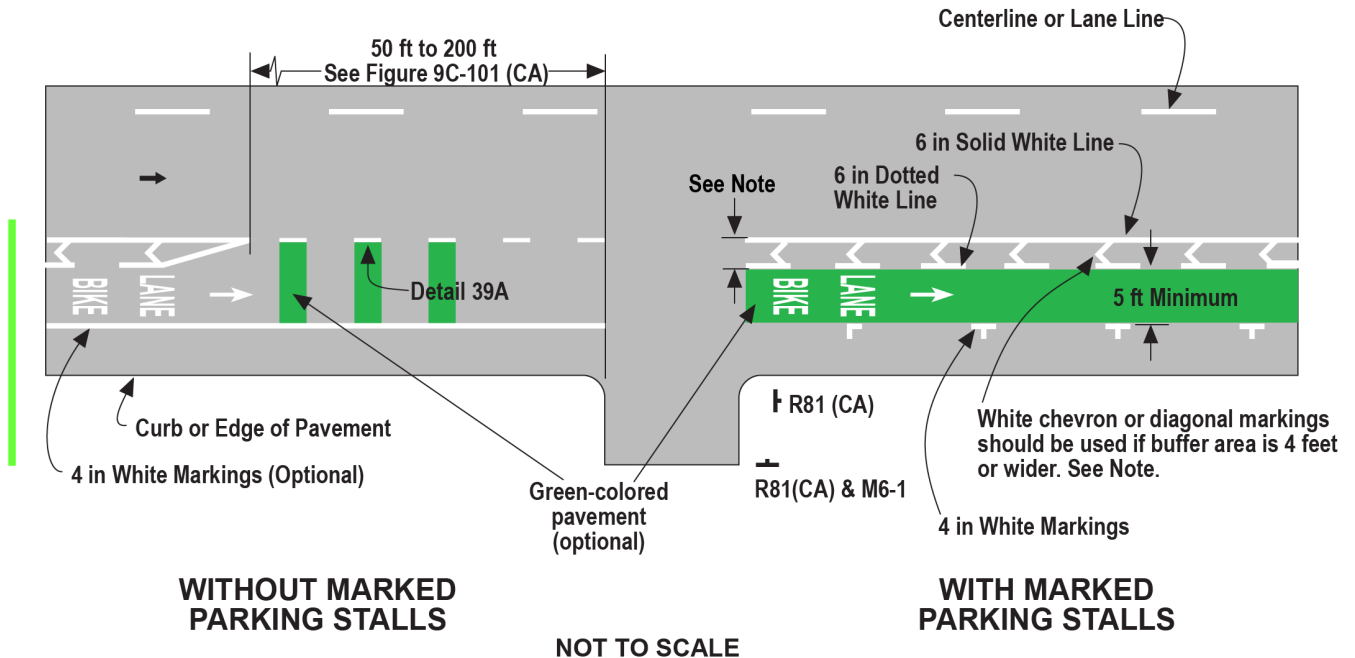 Centerline or Lane Line
50 ft to 200 ft
See Figure 9C-101 (CA)
6 in Solid White Line
6 in Dotted
White Line
See Note
BIKE
LANE
Detail 39A
BIKE
LANE
5 ft Minimum
R81 (CA)
Curb or Edge of Pavement
White chevron or diagonal markings
should be used if buffer area is 4 feet
or wider. See Note.
4 in White Markings (Optional)
R81(CA) & M6-1
Green-colored
pavement
(optional)
4 in White Markings
WITHOUT MARKED
PARKING STALLS
WITH MARKED
PARKING STALLS
NOT TO SCALE